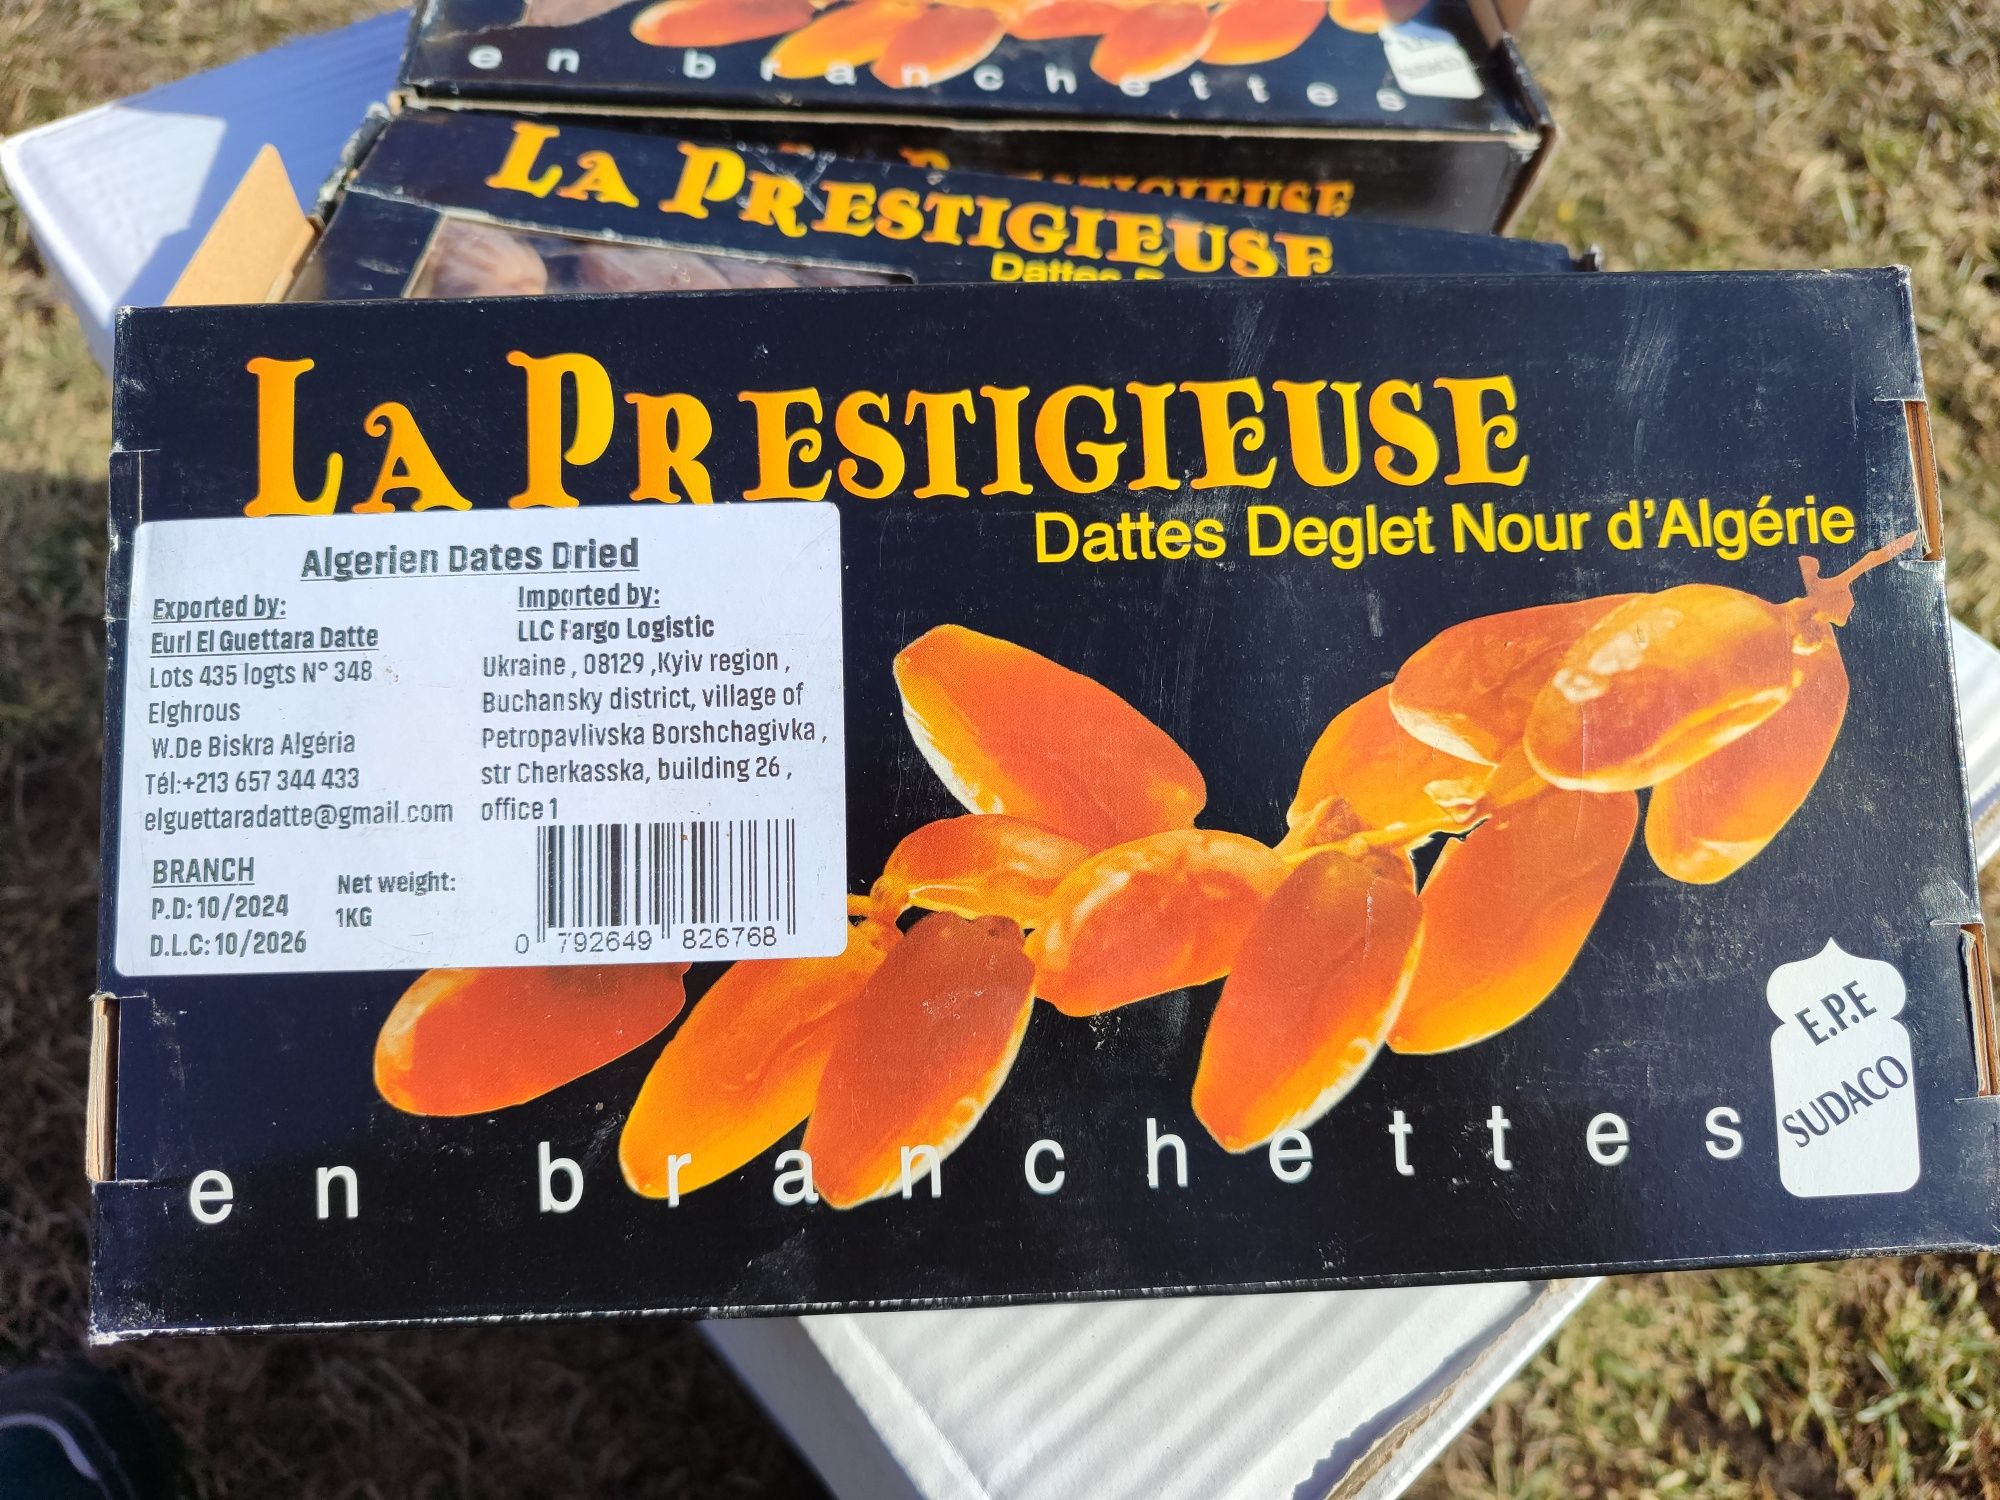 en branchettes
LA PRESTIGIEUSE
LA PRESTIGIEUSE
Dattes Deglet Nour d'Algérie
Algerien Dates Dried
Exported by:
Eurl El Guettara Datte
Lots 435 logts N° 348
Elghrous
W.De Biskra Algéria
Tél:+213 657 344 433
elguettaradatte@gmail.com
Imported by:
LLC Fargo Logistic
Ukraine , 08129 ,Kyiv region ,
Buchansky district, village of
Petropavlivska Borshchagivka ,
str Cherkasska, building 26 ,
office 1
BRANCH
P.D: 10/2024
D.L.C: 10/2026
Net weight:
1KG
0 792649 826768
E.P.E
SUDACO
en branchettes